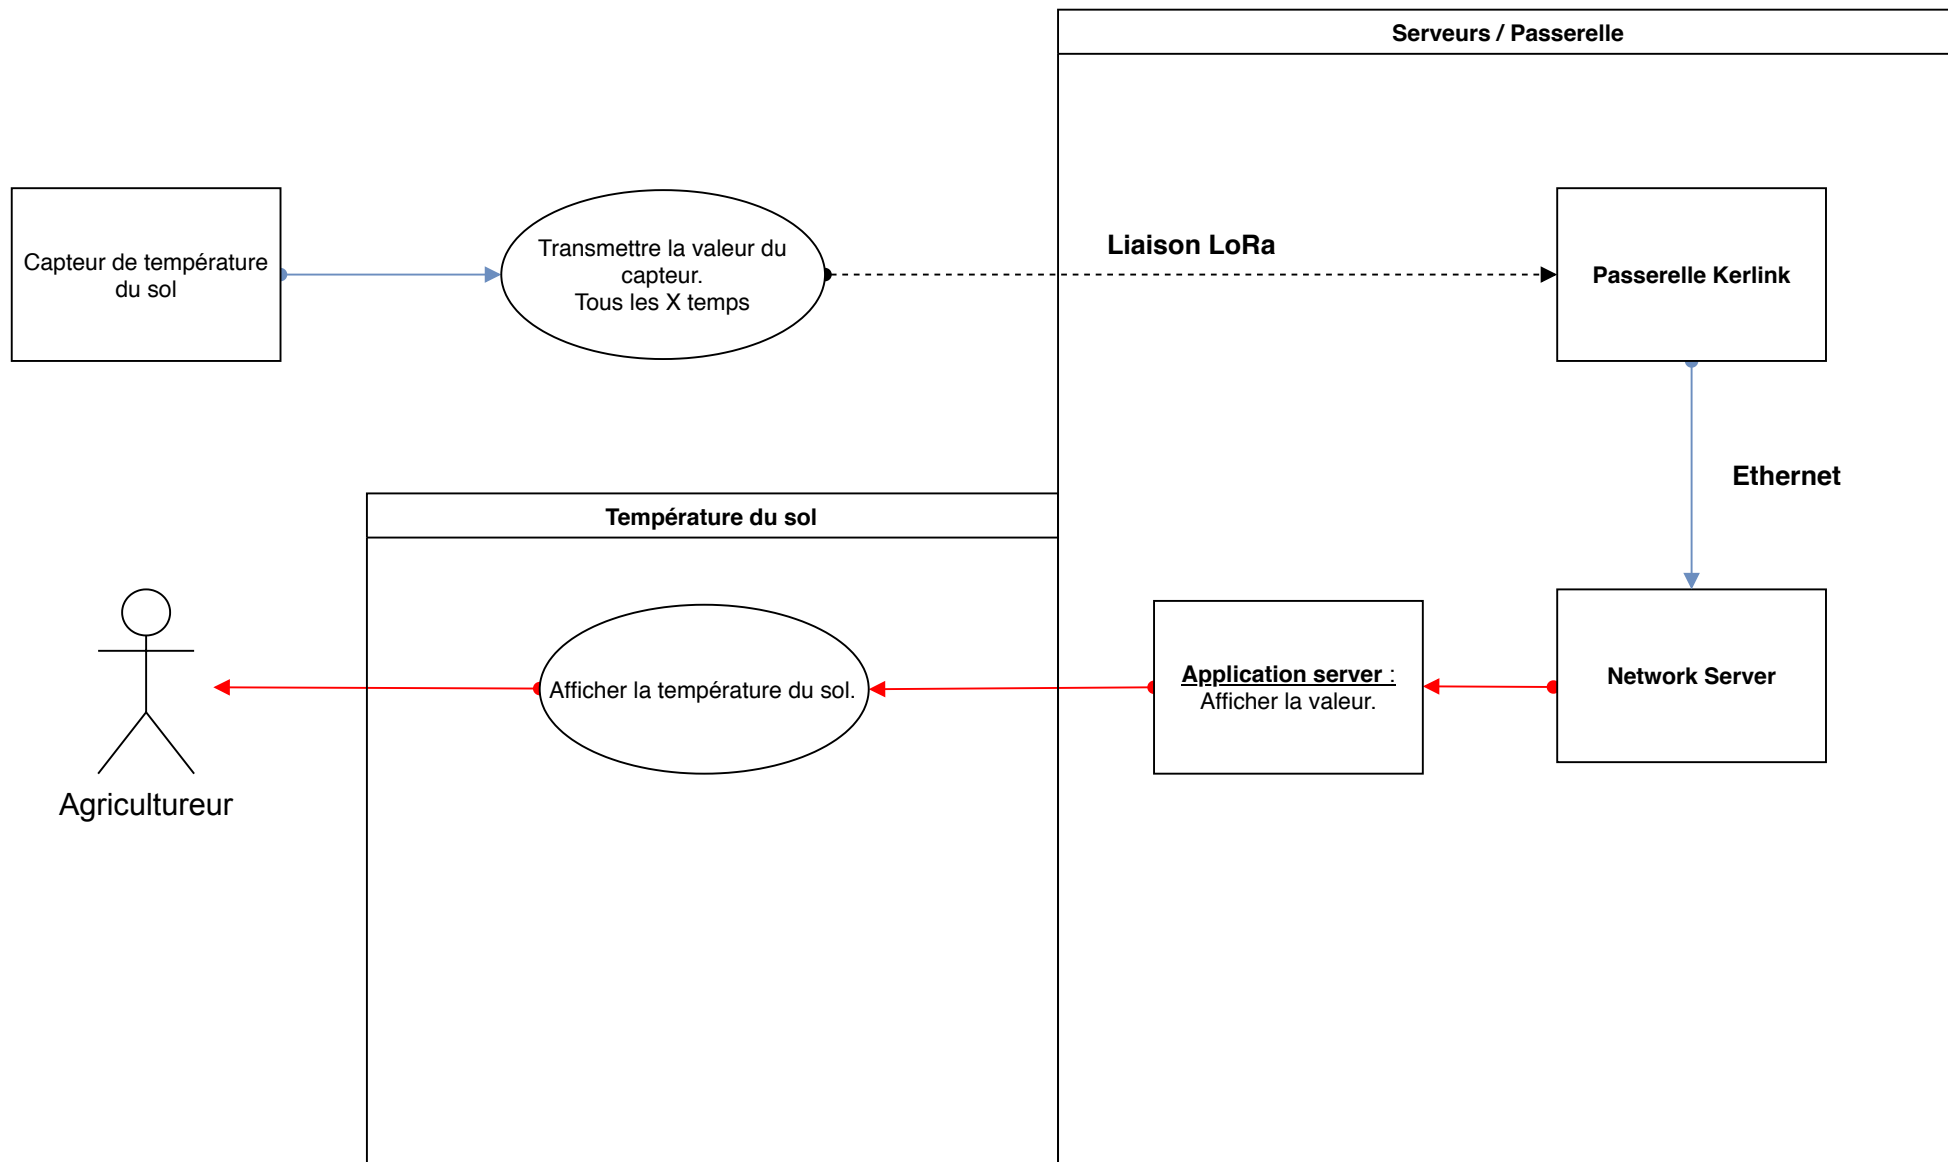 Serveurs / Passerelle
Capteur de température
du sol
Transmettre la valeur du
capteur.
Tous les X temps
Liaison LoRa
Passerelle Kerlink
Ethernet
Température du sol
Agricultureur
Afficher la température du sol.
Application server :
Afficher la valeur.
Network Server